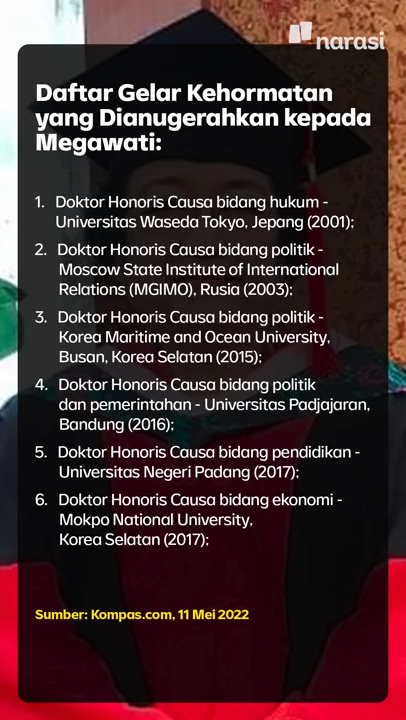 narasi
Daftar Gelar Kehormatan
yang Dianugerahkan kepada
Megawati:
1. Doktor Honoris Causa bidang hukum -
Universitas Waseda Tokyo, Jepang (2001);
2. Doktor Honoris Causa bidang politik -
Moscow State Institute of International
Relations (MGIMO), Rusia (2003);
3. Doktor Honoris Causa bidang politik -
Korea Maritime and Ocean University,
Busan, Korea Selatan (2015);
4. Doktor Honoris Causa bidang politik
dan pemerintahan - Universitas Padjajaran,
Bandung (2016);
5. Doktor Honoris Causa bidang pendidikan -
Universitas Negeri Padang (2017);
6. Doktor Honoris Causa bidang ekonomi -
Mokpo National University,
Korea Selatan (2017);
Sumber: Kompas.com, 11 Mei 2022